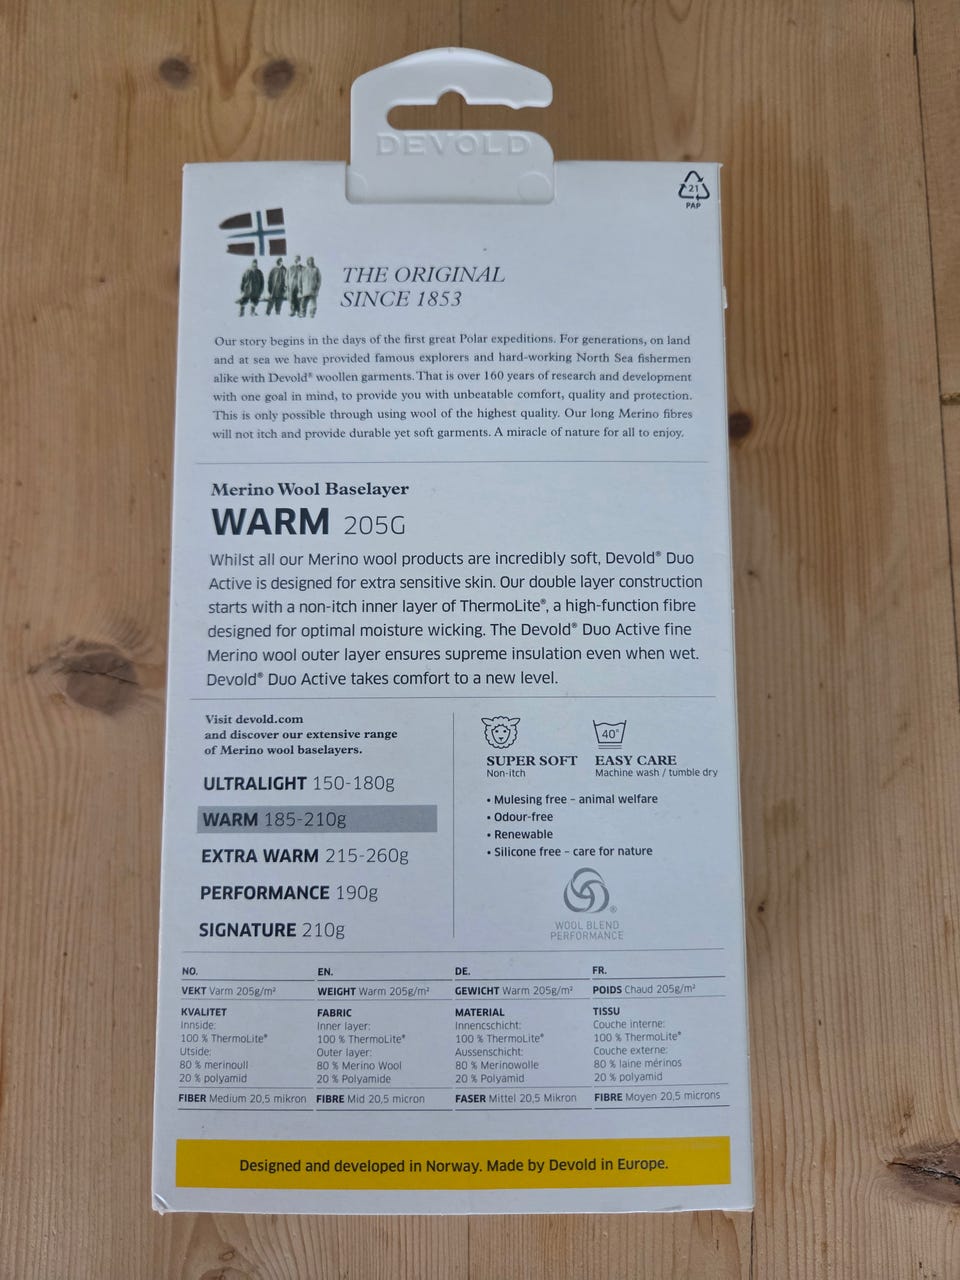 DEVOLD
21
PAP
THE ORIGINAL
SINCE 1853
Our story begins in the days of the first great Polar expeditions. For generations, on land
and at sea we have provided famous explorers and hard-working North Sea fishermen
alike with Devold® woollen garments. That is over 160 years of research and development
with one goal in mind, to provide you with unbeatable comfort, quality and protection.
This is only possible through using wool of the highest quality. Our long Merino fibres
will not itch and provide durable yet soft garments. A miracle of nature for all to enjoy.
Merino Wool Baselayer
WARM 205G
Whilst all our Merino wool products are incredibly soft, Devold® Duo
Active is designed for extra sensitive skin. Our double layer construction
starts with a non-itch inner layer of ThermoLite®, a high-function fibre
designed for optimal moisture wicking. The Devold® Duo Active fine
Merino wool outer layer ensures supreme insulation even when wet.
Devold® Duo Active takes comfort to a new level.
Visit devold.com
and discover our extensive range
of Merino wool baselayers.
ULTRALIGHT 150-180g
WARM 185-210g
EXTRA WARM 215-260g
PERFORMANCE 190g
SIGNATURE 210g
SUPER SOFT
Non-itch
40°
EASY CARE
Machine wash / tumble dry
• Mulesing free – animal welfare
• Odour-free
• Renewable
• Silicone free – care for nature
®
WOOL BLEND
PERFORMANCE
NO.
VEKT Varm 205g/m²
KVALITET
Innside:
100 % ThermoLite®
Utside:
80 % merinoull
20 % polyamid
FIBER Medium 20,5 mikron
EN.
WEIGHT Warm 205g/m²
FABRIC
Inner layer:
100 % ThermoLite®
Outer layer:
80 % Merino Wool
20 % Polyamide
FIBRE Mid 20,5 micron
DE.
GEWICHT Warm 205g/m²
MATERIAL
Innencschicht:
100 % ThermoLite®
Aussenschicht:
80 % Merinowolle
20 % Polyamid
FASER Mittel 20,5 Mikron
FR.
POIDS Chaud 205g/m²
TISSU
Couche interne:
100 % ThermoLite®
Couche externe:
80 % laine mérinos
20 % polyamid
FIBRE Moyen 20,5 microns
Designed and developed in Norway. Made by Devold in Europe.